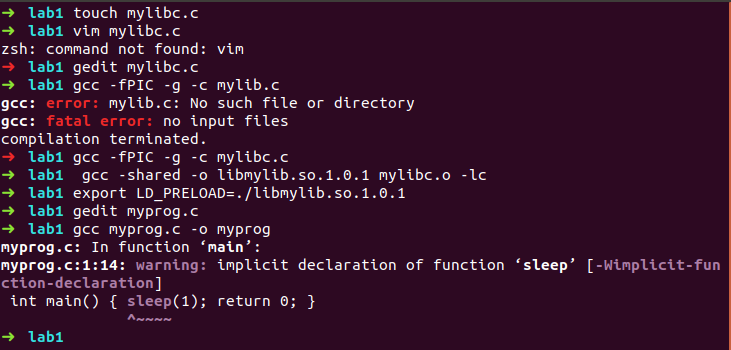 ➜  lab1 touch mylibc.c
➜  lab1 vim mylibc.c
zsh: command not found: vim
➜  lab1 gedit mylibc.c
➜  lab1 gcc -fPIC -g -c mylib.c
gcc: error: mylib.c: No such file or directory
gcc: fatal error: no input files
compilation terminated.
➜  lab1 gcc -fPIC -g -c mylibc.c
➜  lab1  gcc -shared -o libmylib.so.1.0.1 mylibc.o -lc
➜  lab1 export LD_PRELOAD=./libmylib.so.1.0.1
➜  lab1 gedit myprog.c
➜  lab1 gcc myprog.c -o myprog
myprog.c: In function ‘main’:
myprog.c:1:14: warning: implicit declaration of function ‘sleep’ [-Wimplicit-fun
ction-declaration]
 int main() { sleep(1); return 0; }
              ^~~~~
➜  lab1